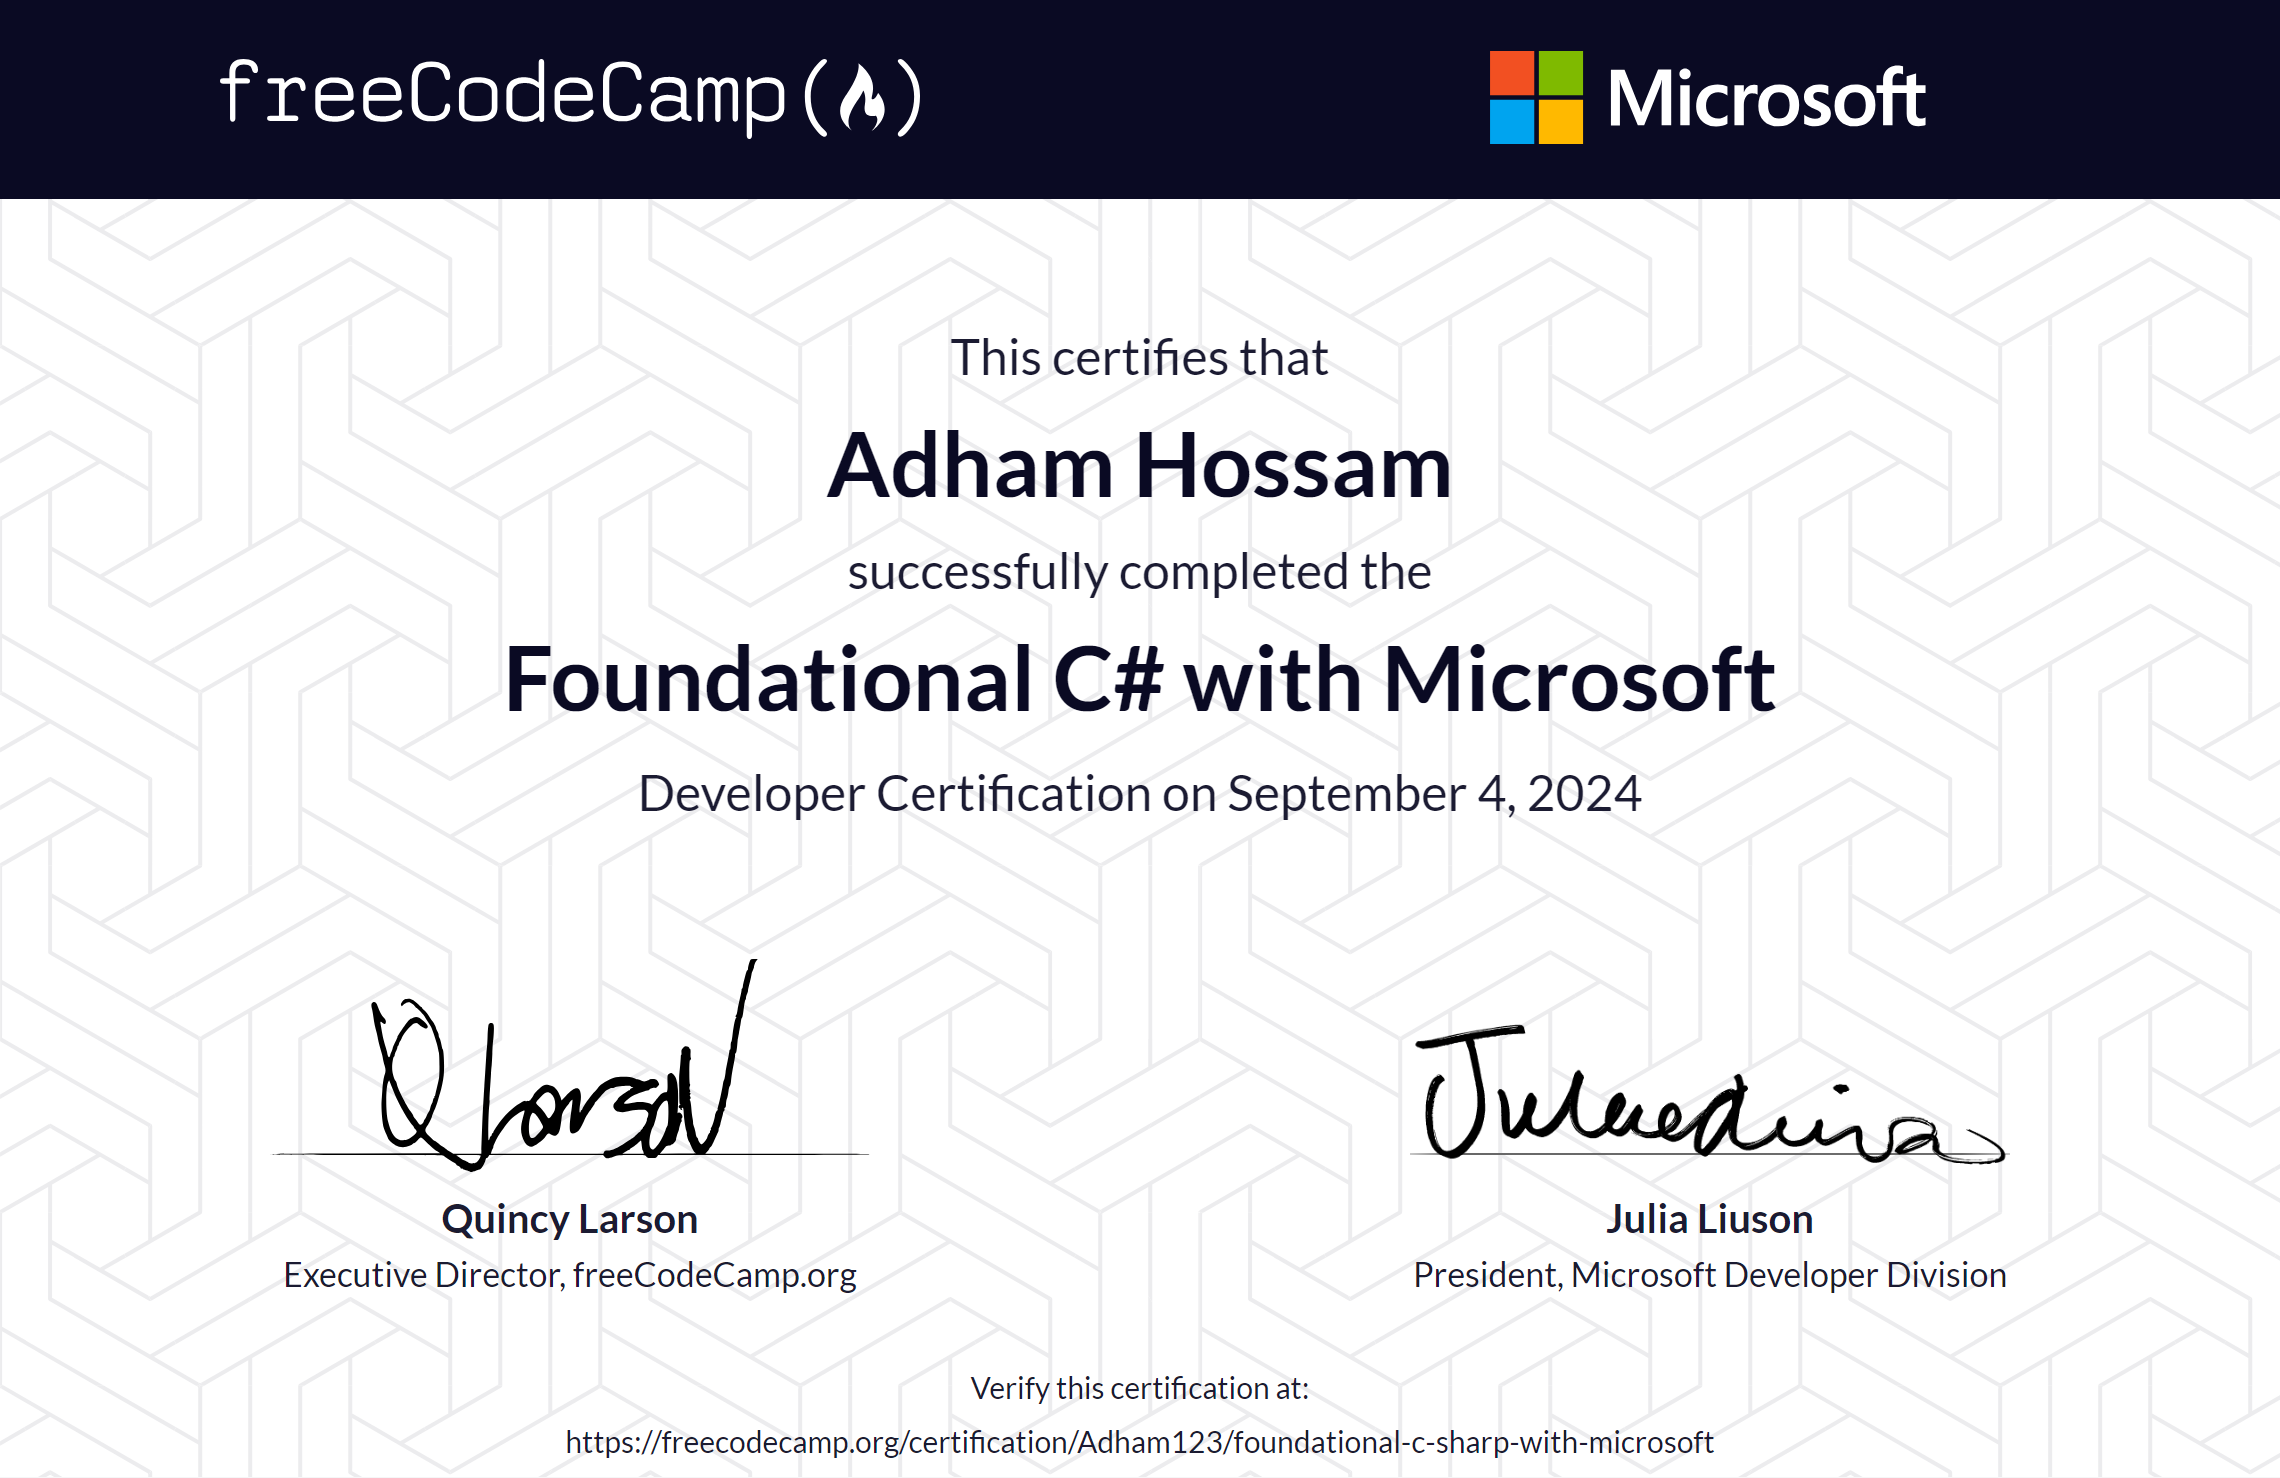 freeCodeCamp
Microsoft
This certifies that
Adham Hossam
successfully completed the
Foundational C# with Microsoft
Developer Certification on September 4, 2024
Quincy Larson
Executive Director, freeCodeCamp.org
Julia Liuson
President, Microsoft Developer Division
Verify this certification at:
https://freecodecamp.org/certification/Adham123/foundational-c-sharp-with-microsoft